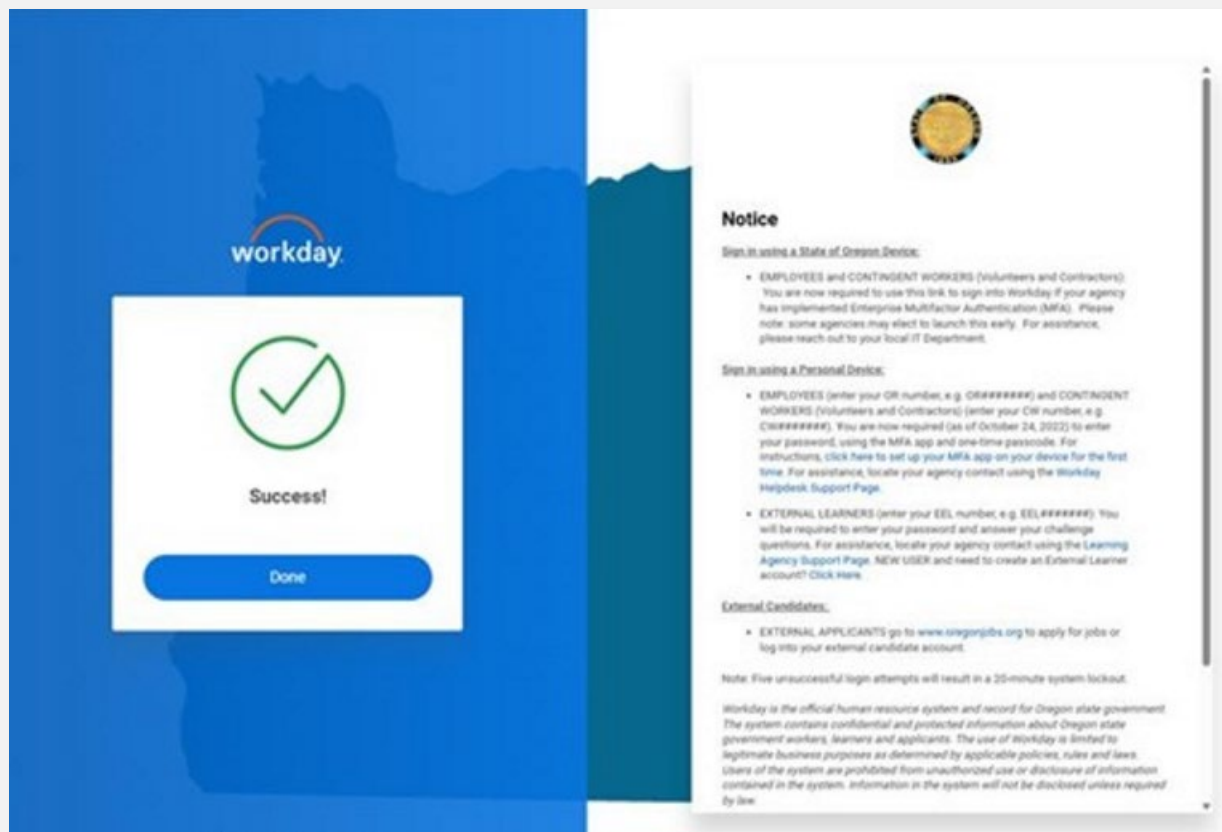 workday.
Success!
Done
STATE OF OREGON
1859
Notice
Sign in using a State of Oregon Device:
• EMPLOYEES and CONTINGENT WORKERS (Volunteers and Contractors):
You are now required to use this link to sign into Workday if your agency
has implemented Enterprise Multifactor Authentication (MFA). Please
note: some agencies may elect to launch this early. For assistance,
please reach out to your local IT Department.
Sign in using a Personal Device:
• EMPLOYEES (enter your OR number, e.g. OR#######) and CONTINGENT
WORKERS (Volunteers and Contractors) (enter your CW number, e.g.
CW#######). You are now required (as of October 24, 2022) to enter
your password, using the MFA app and one-time passcode. For
instructions, click here to set up your MFA app on your device for the first
time. For assistance, locate your agency contact using the Workday
Helpdesk Support Page.
• EXTERNAL LEARNERS (enter your EEL number, e.g. EEL#######): You
will be required to enter your password and answer your challenge
questions. For assistance, locate your agency contact using the Learning
Agency Support Page. NEW USER and need to create an External Learner
account? Click Here.
External Candidates:
• EXTERNAL APPLICANTS go to www.oregonjobs.org to apply for jobs or
log into your external candidate account.
Note: Five unsuccessful login attempts will result in a 20-minute system lockout.
Workday is the official human resource system and record for Oregon state government.
The system contains confidential and protected information about Oregon state
government workers, learners and applicants. The use of Workday is limited to
legitimate business purposes as determined by applicable policies, rules and laws.
Users of the system are prohibited from unauthorized use or disclosure of information
contained in the system. Information in the system will not be disclosed unless required
by law.